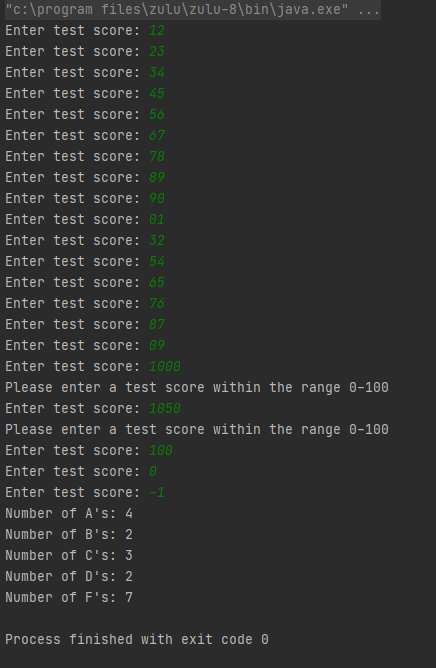 "c:\program files\zulu\zulu-8\bin\java.exe" ...
Enter test score: 12
Enter test score: 23
Enter test score: 34
Enter test score: 45
Enter test score: 56
Enter test score: 67
Enter test score: 78
Enter test score: 89
Enter test score: 90
Enter test score: 01
Enter test score: 32
Enter test score: 54
Enter test score: 65
Enter test score: 76
Enter test score: 87
Enter test score: 09
Enter test score: 1000
Please enter a test score within the range 0-100
Enter test score: 1050
Please enter a test score within the range 0-100
Enter test score: 100
Enter test score: 0
Enter test score: -1
Number of A's: 4
Number of B's: 2
Number of C's: 3
Number of D's: 2
Number of F's: 7
Process finished with exit code 0